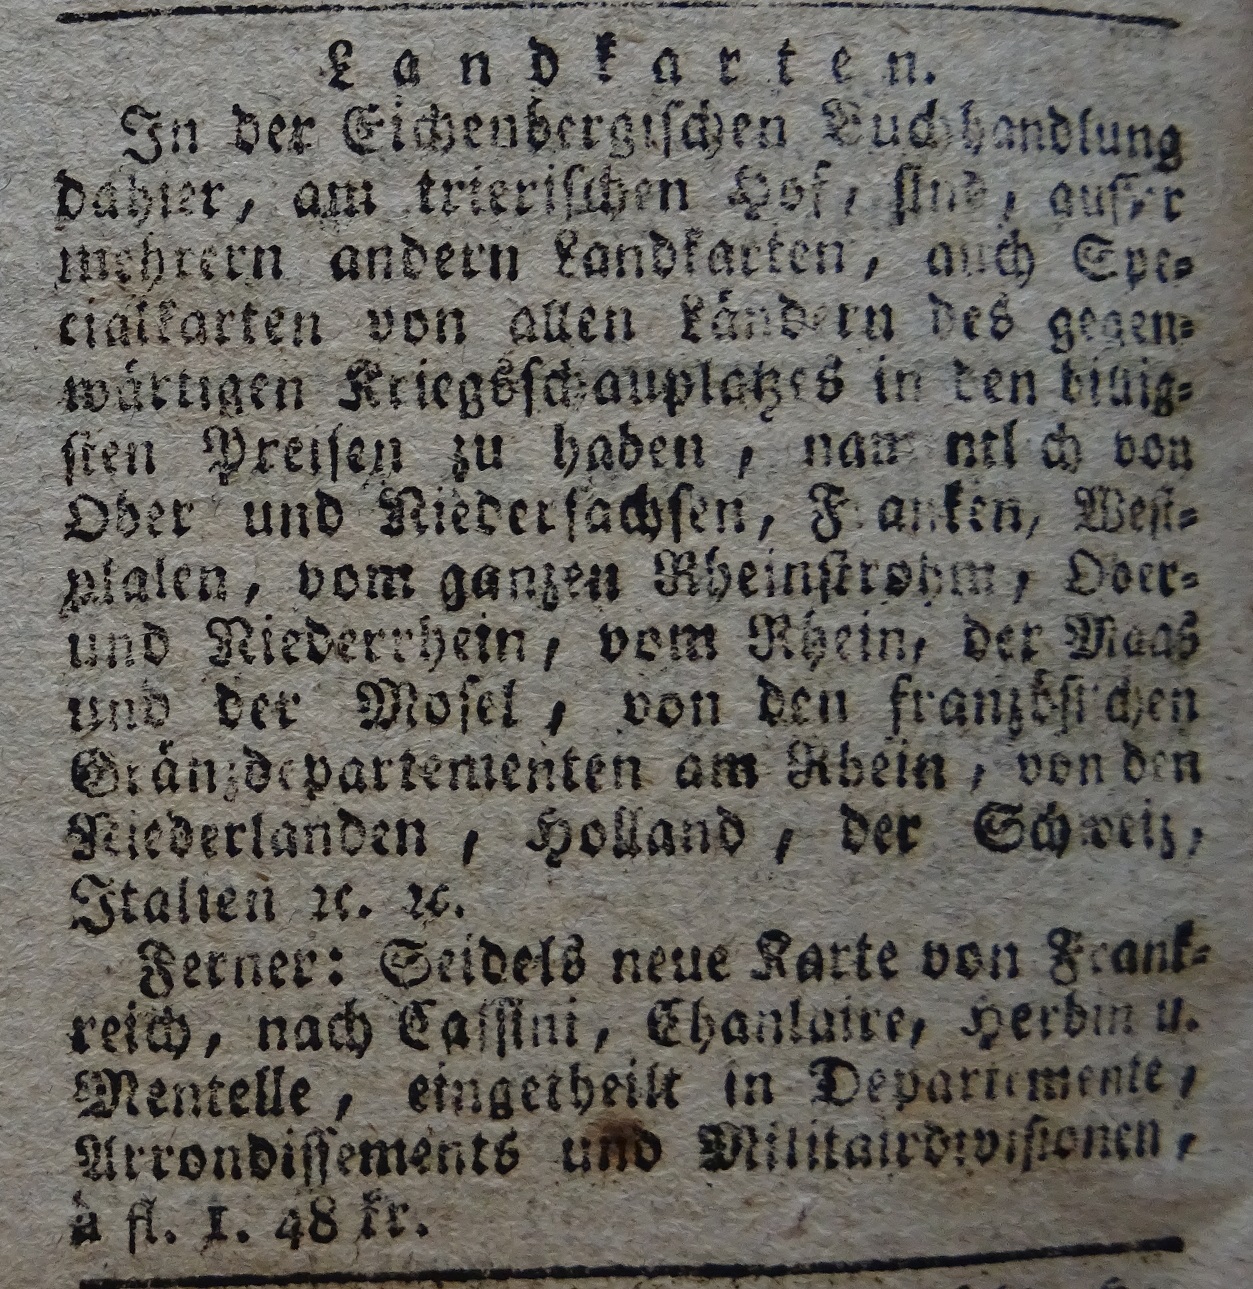 Landkarten.
In der Eichenbergischen Buchhandlung
dahier, am trierischen Hof, sind, ausser
mehrern andern Landkarten, auch Spe-
cialkarten von allen Ländern des gegen-
wärtigen Kriegsschauplatzes in den billig-
sten Preisen zu haben, namentlich von
Ober und Niedersachsen, Franken, West-
phalen, vom ganzen Rheinstrohm, Ober-
und Niederrhein, vom Rhein, der Maas
und der Mosel, von den französischen
Gränzdepartementen am Rhein, von den
Niederlanden, Holland, der Schweiz,
Italien ꝛc. ꝛc.
Ferner: Seidels neue Karte von Frank-
reich, nach Cassini, Chanlaire, Herbin u.
Mentelle, eingetheilt in Departemente,
Arrondissements und Militairdivisionen,
à fl. 1. 48 kr.